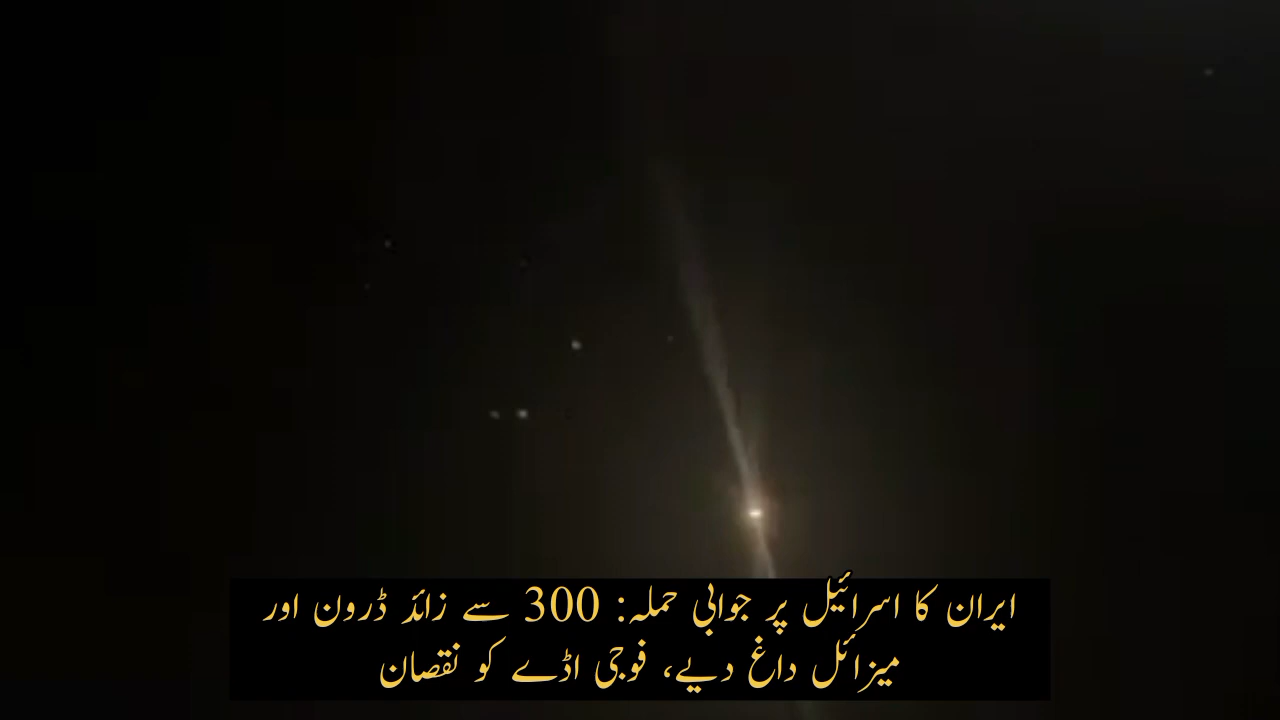 ایران کا اسرائیل پر جوابی حملہ: 300 سے زائد ڈرون اور
میزائل داغ دیے، فوجی اڈے کو نقصان